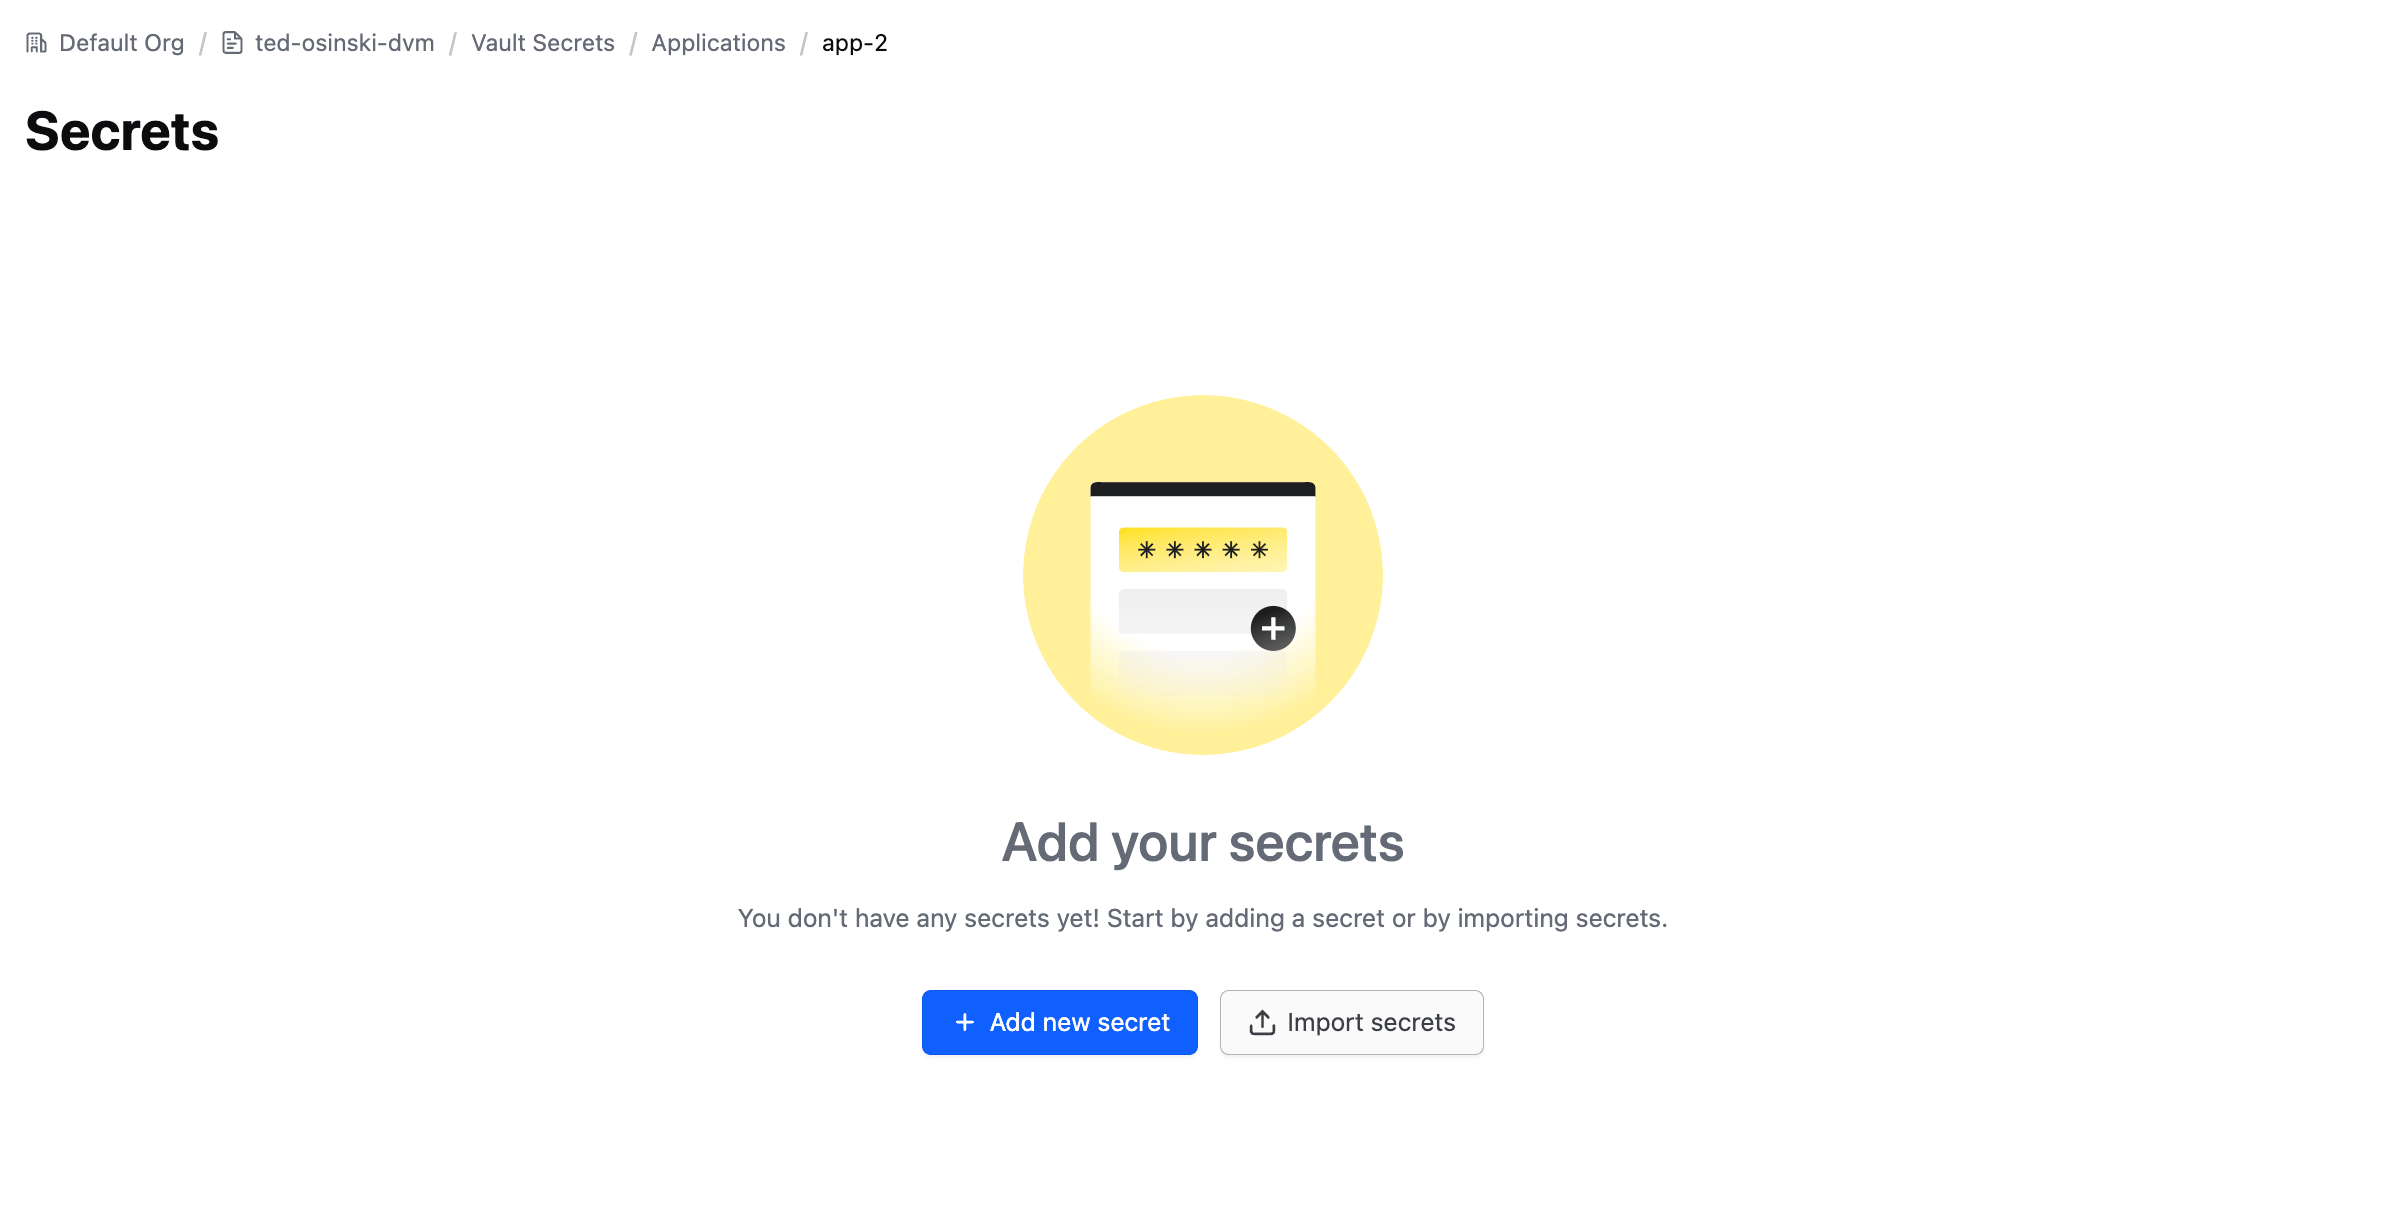 Default Org / ted-osinski-dvm / Vault Secrets / Applications / app-2
Secrets
* * * * *
Add your secrets
You don't have any secrets yet! Start by adding a secret or by importing secrets.
+ Add new secret
Import secrets